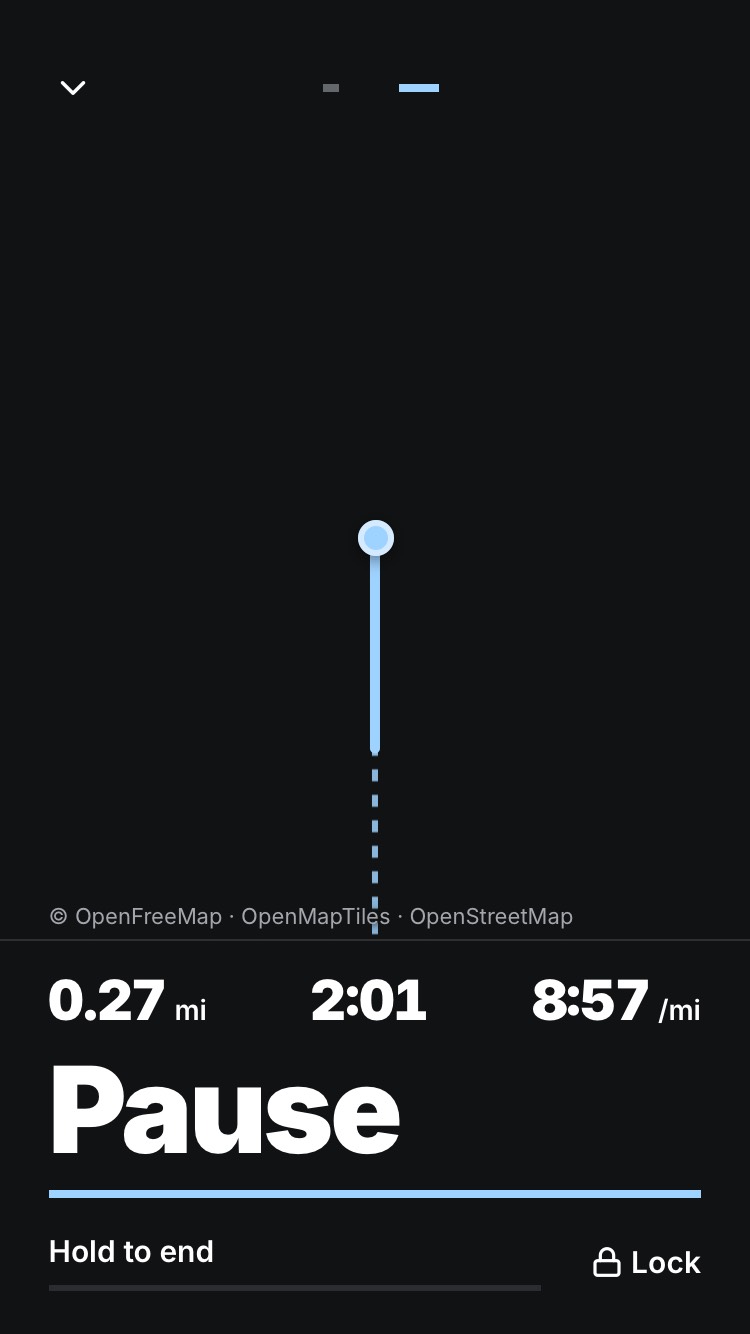 © OpenFreeMap · OpenMapTiles · OpenStreetMap
0.27 mi 2:01 8:57 /mi
Pause
Hold to end
Lock